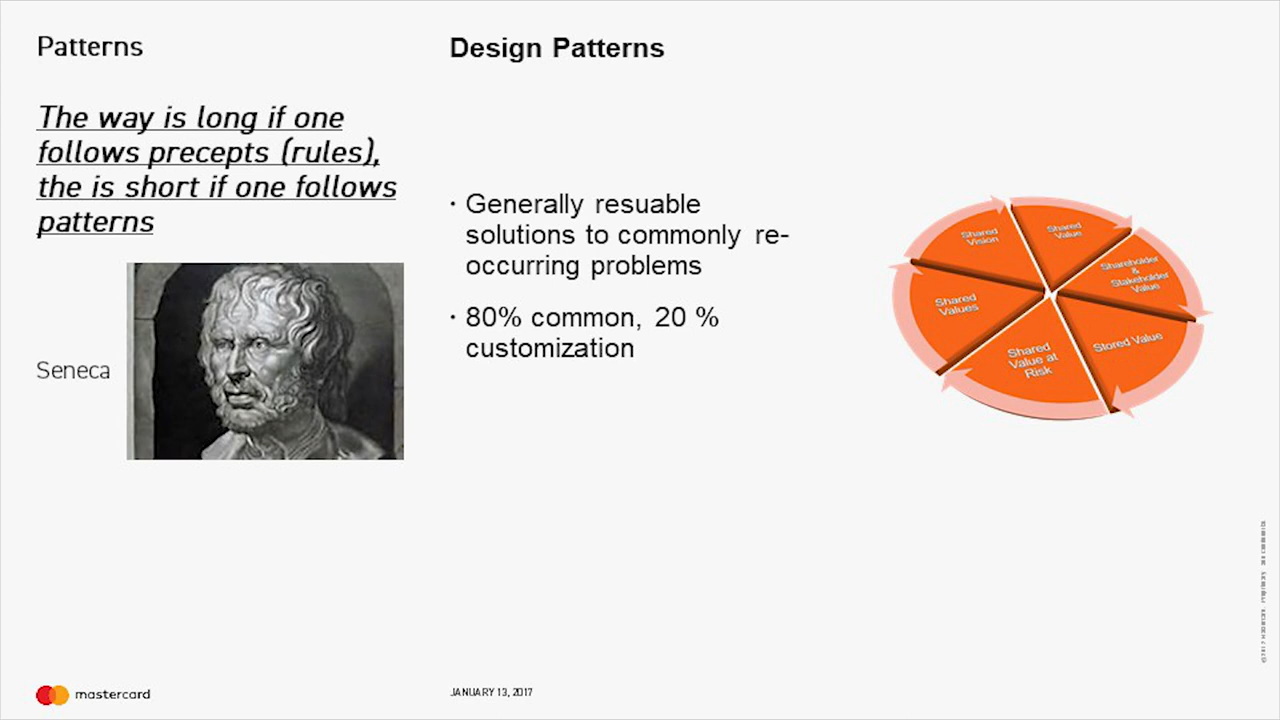 Patterns
The way is long if one
follows precepts (rules),
the is short if one follows
patterns
Seneca
Design Patterns
· Generally resuable
solutions to commonly re-
occurring problems
· 80% common, 20 %
customization
Shared
Vision
Shared
Value
Shareholder
&
Stakeholder
Value
Stored Value
Shared
Value at
Risk
Shared
Values
mastercard
JANUARY 13, 2017